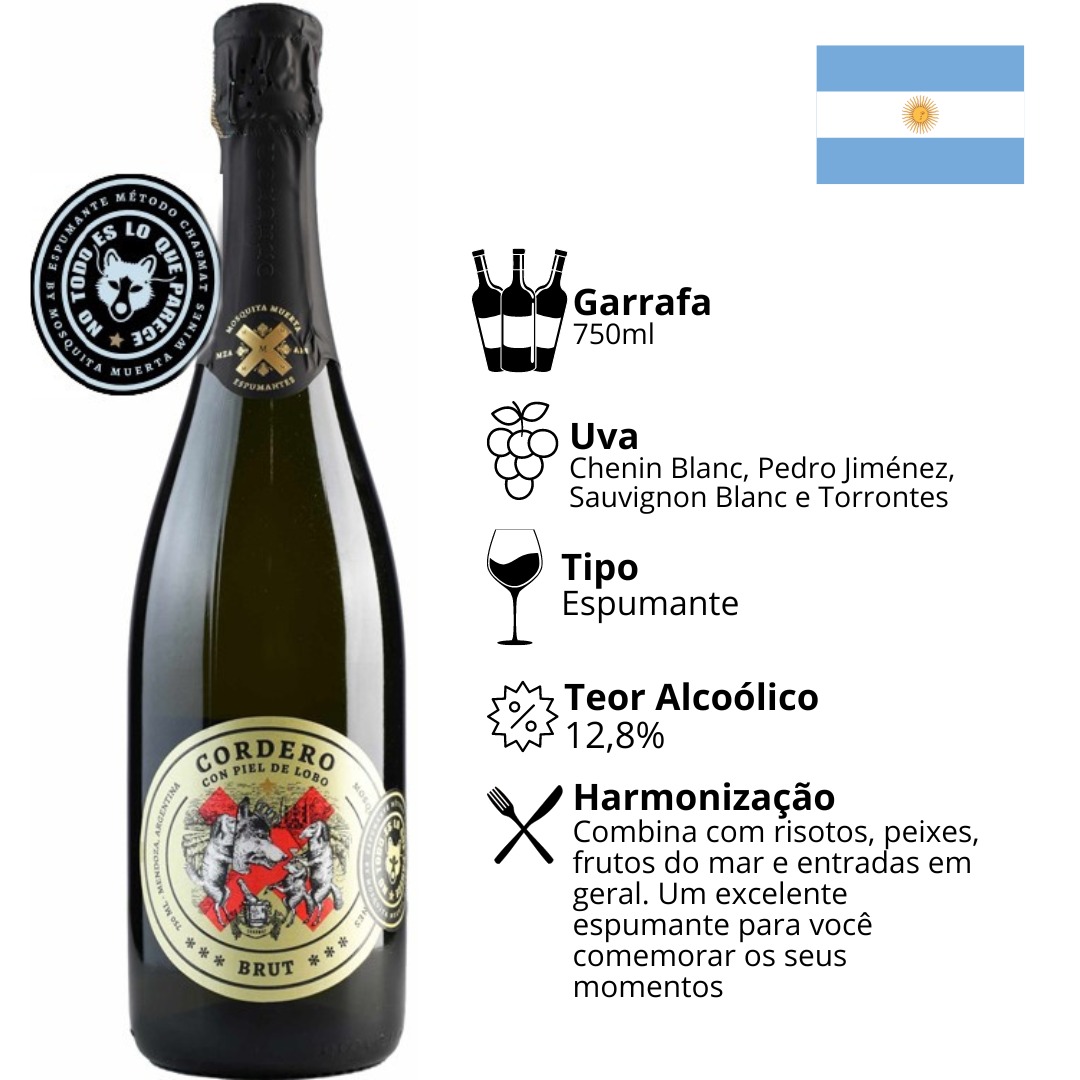 NO TODO ES LO QUE PARECE
BY ESPUMANTE MÉTODO CHARMAT
MOSQUITA MUERTA WINES
MOSQUITA MUERTA
MZA M
ESPUMANTES
CORDERO
CON PIEL DE LOBO
750 ML. - MENDOZA, ARGENTINA
BRUT
Garrafa
750ml
Uva
Chenin Blanc, Pedro Jiménez,
Sauvignon Blanc e Torrontes
Tipo
Espumante
Teor Alcoólico
12,8%
Harmonização
Combina com risotos, peixes,
frutos do mar e entradas em
geral. Um excelente
espumante para você
comemorar os seus
momentos